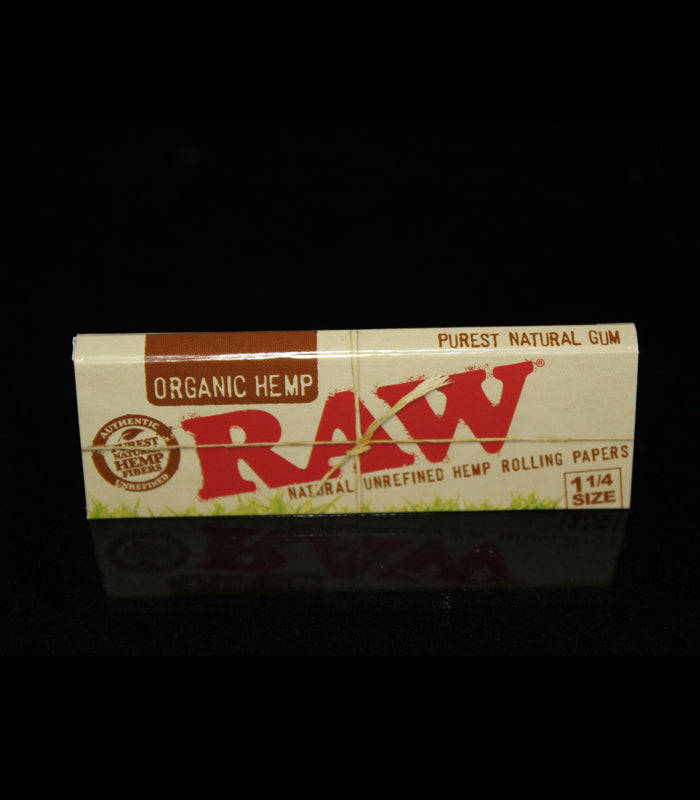 PUREST NATURAL GUM
ORGANIC HEMP
RAW®
AUTHENTIC
PUREST
NATURAL
HEMP
FIBERS
UNREFINED
NATURAL UNREFINED HEMP ROLLING PAPERS
1 1/4
SIZE